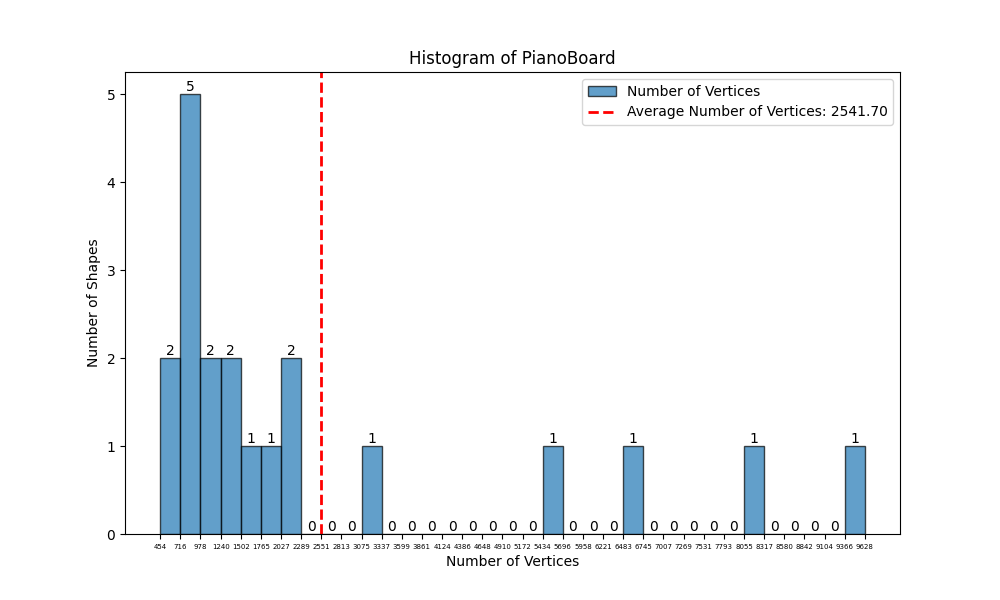 Histogram of PianoBoard
Number of Vertices
Average Number of Vertices: 2541.70
Number of Shapes
5
4
3
2
1
0
2 5 2 2 1 1 2 0 0 0 1 0 0 0 0 0 0 0 0 1 0 0 0 1 0 0 0 0 0 1 0 0 0 0 1
454 716 978 1240 1502 1765 2027 2289 2551 2813 3075 3337 3599 3861 4124 4386 4648 4910 5172 5434 5696 5958 6221 6483 6745 7007 7269 7531 7793 8055 8317 8580 8842 9104 9366 9628
Number of Vertices